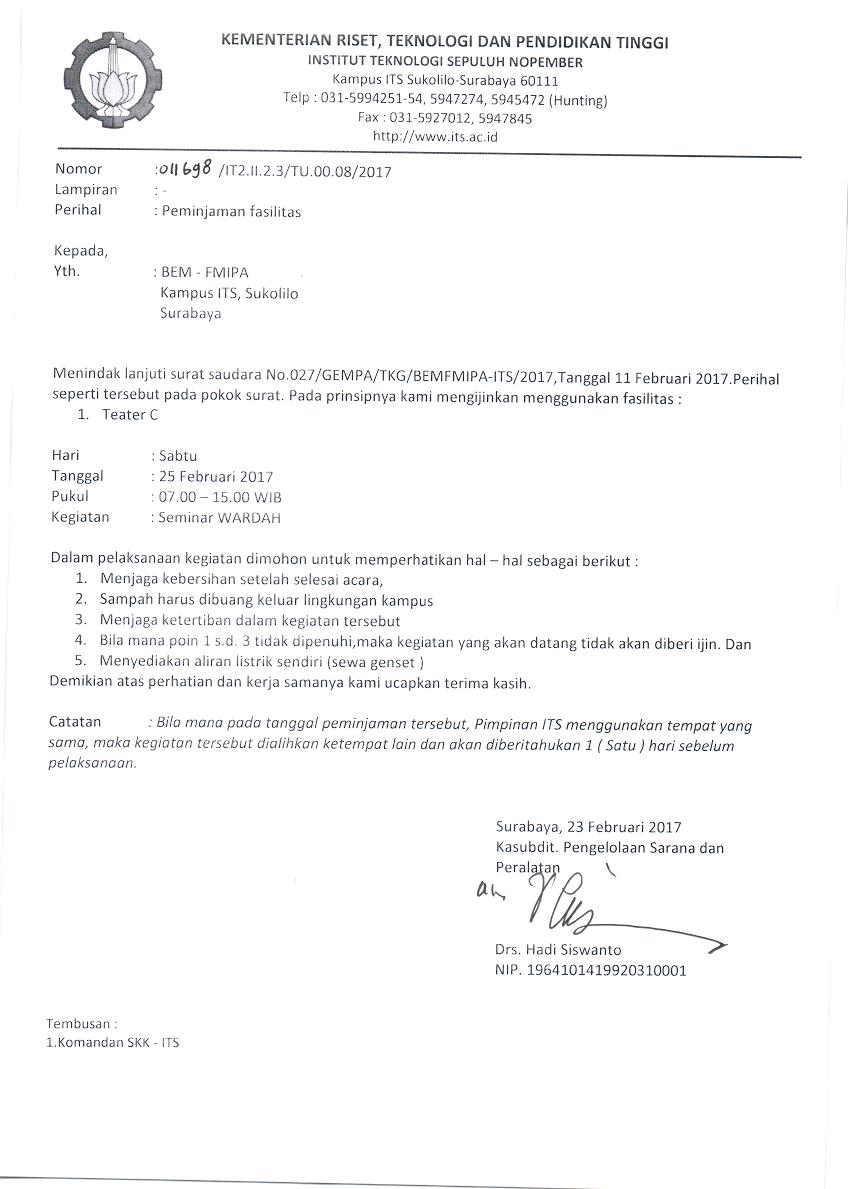 KEMENTERIAN RISET, TEKNOLOGI DAN PENDIDIKAN TINGGI
INSTITUT TEKNOLOGI SEPULUH NOPEMBER
Kampus ITS Sukolilo-Surabaya 60111
Telp : 031-5994251-54, 5947274, 5945472 (Hunting)
Fax : 031-5927012, 5947845
http://www.its.ac.id
Nomor :011698 /IT2.II.2.3/TU.00.08/2017
Lampiran : -
Perihal : Peminjaman fasilitas
Kepada,
Yth. : BEM - FMIPA
Kampus ITS, Sukolilo
Surabaya
Menindak lanjuti surat saudara No.027/GEMPA/TKG/BEMFMIPA-ITS/2017,Tanggal 11 Februari 2017.Perihal
seperti tersebut pada pokok surat. Pada prinsipnya kami mengijinkan menggunakan fasilitas :
1. Teater C
Hari : Sabtu
Tanggal : 25 Februari 2017
Pukul : 07.00 – 15.00 WIB
Kegiatan : Seminar WARDAH
Dalam pelaksanaan kegiatan dimohon untuk memperhatikan hal – hal sebagai berikut :
1. Menjaga kebersihan setelah selesai acara,
2. Sampah harus dibuang keluar lingkungan kampus
3. Menjaga ketertiban dalam kegiatan tersebut
4. Bila mana poin 1 s.d. 3 tidak dipenuhi,maka kegiatan yang akan datang tidak akan diberi ijin. Dan
5. Menyediakan aliran listrik sendiri (sewa genset )
Demikian atas perhatian dan kerja samanya kami ucapkan terima kasih.
Catatan : Bila mana pada tanggal peminjaman tersebut, Pimpinan ITS menggunakan tempat yang
sama, maka kegiatan tersebut dialihkan ketempat lain dan akan diberitahukan 1 ( Satu ) hari sebelum
pelaksanaan.
Surabaya, 23 Februari 2017
Kasubdit. Pengelolaan Sarana dan
Peralatan
an
Drs. Hadi Siswanto
NIP. 1964101419920310001
Tembusan :
1.Komandan SKK - ITS